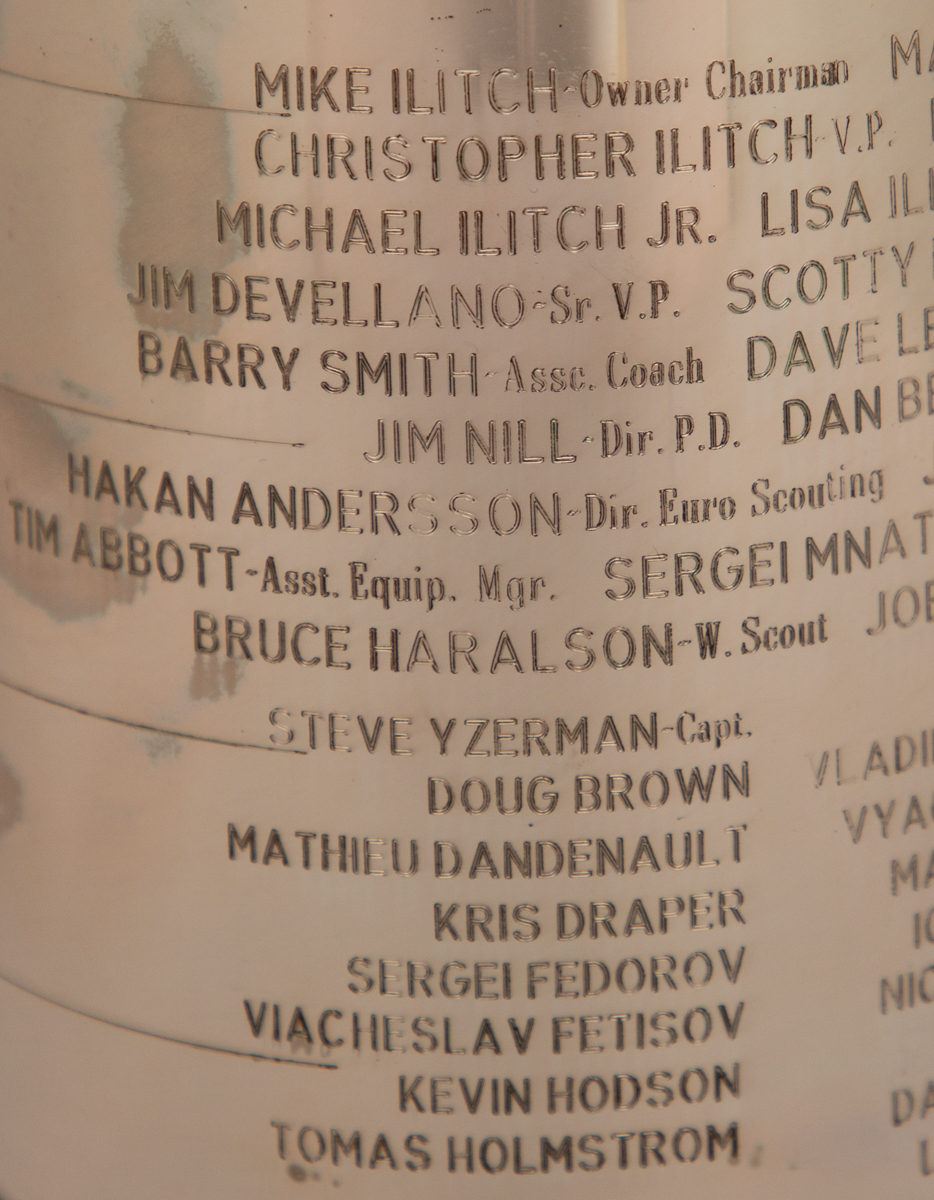 MIKE ILITCH-Owner Chairman
CHRISTOPHER ILITCH-V.P.
MICHAEL ILITCH JR. LISA
JIM DEVELLANO-Sr. V.P. SCOTTY
BARRY SMITH-Assc. Coach DAVE
JIM NILL-Dir. P.D. DAN
HAKAN ANDERSSON-Dir. Euro Scouting
TIM ABBOTT-Asst. Equip. Mgr. SERGEI
BRUCE HARALSON-W. Scout
STEVE YZERMAN-Capt.
DOUG BROWN
MATHIEU DANDENAULT
KRIS DRAPER
SERGEI FEDOROV
VIACHESLAV FETISOV
KEVIN HODSON
TOMAS HOLMSTROM